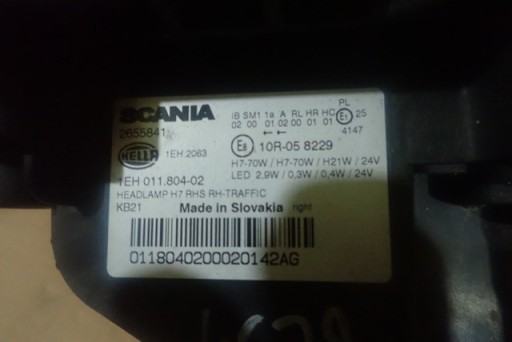 SCANIA
2655841
IB SM1 1a A RL HR HC PL
02 00 01 02 00 01 01 E1 25
←← 4147
HELLA 1EH 2063
E8 10R-05 8229
1EH 011.804-02
H7-70W / H7-70W / H21W / 24V
HEADLAMP H7 RHS RH-TRAFFIC
LED 2,9W / 0,3W / 0,4W / 24V
KB21 Made in Slovakia right
0118040200020142AG